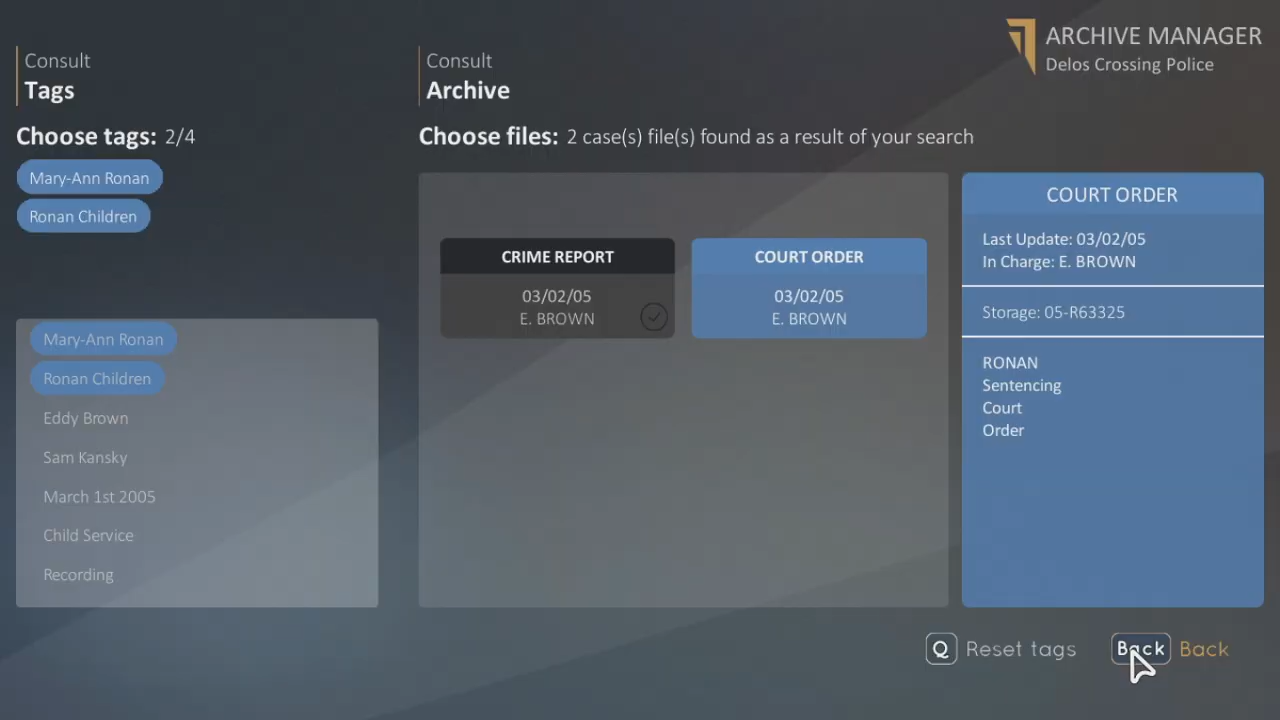 ARCHIVE MANAGER
Delos Crossing Police
Consult
Tags
Choose tags: 2/4
Mary-Ann Ronan
Ronan Children
Mary-Ann Ronan
Ronan Children
Eddy Brown
Sam Kansky
March 1st 2005
Child Service
Recording
Consult
Archive
Choose files: 2 case(s) file(s) found as a result of your search
CRIME REPORT
03/02/05
E. BROWN
COURT ORDER
03/02/05
E. BROWN
COURT ORDER
Last Update: 03/02/05
In Charge: E. BROWN
Storage: 05-R63325
RONAN
Sentencing
Court
Order
Q Reset tags
Back Back